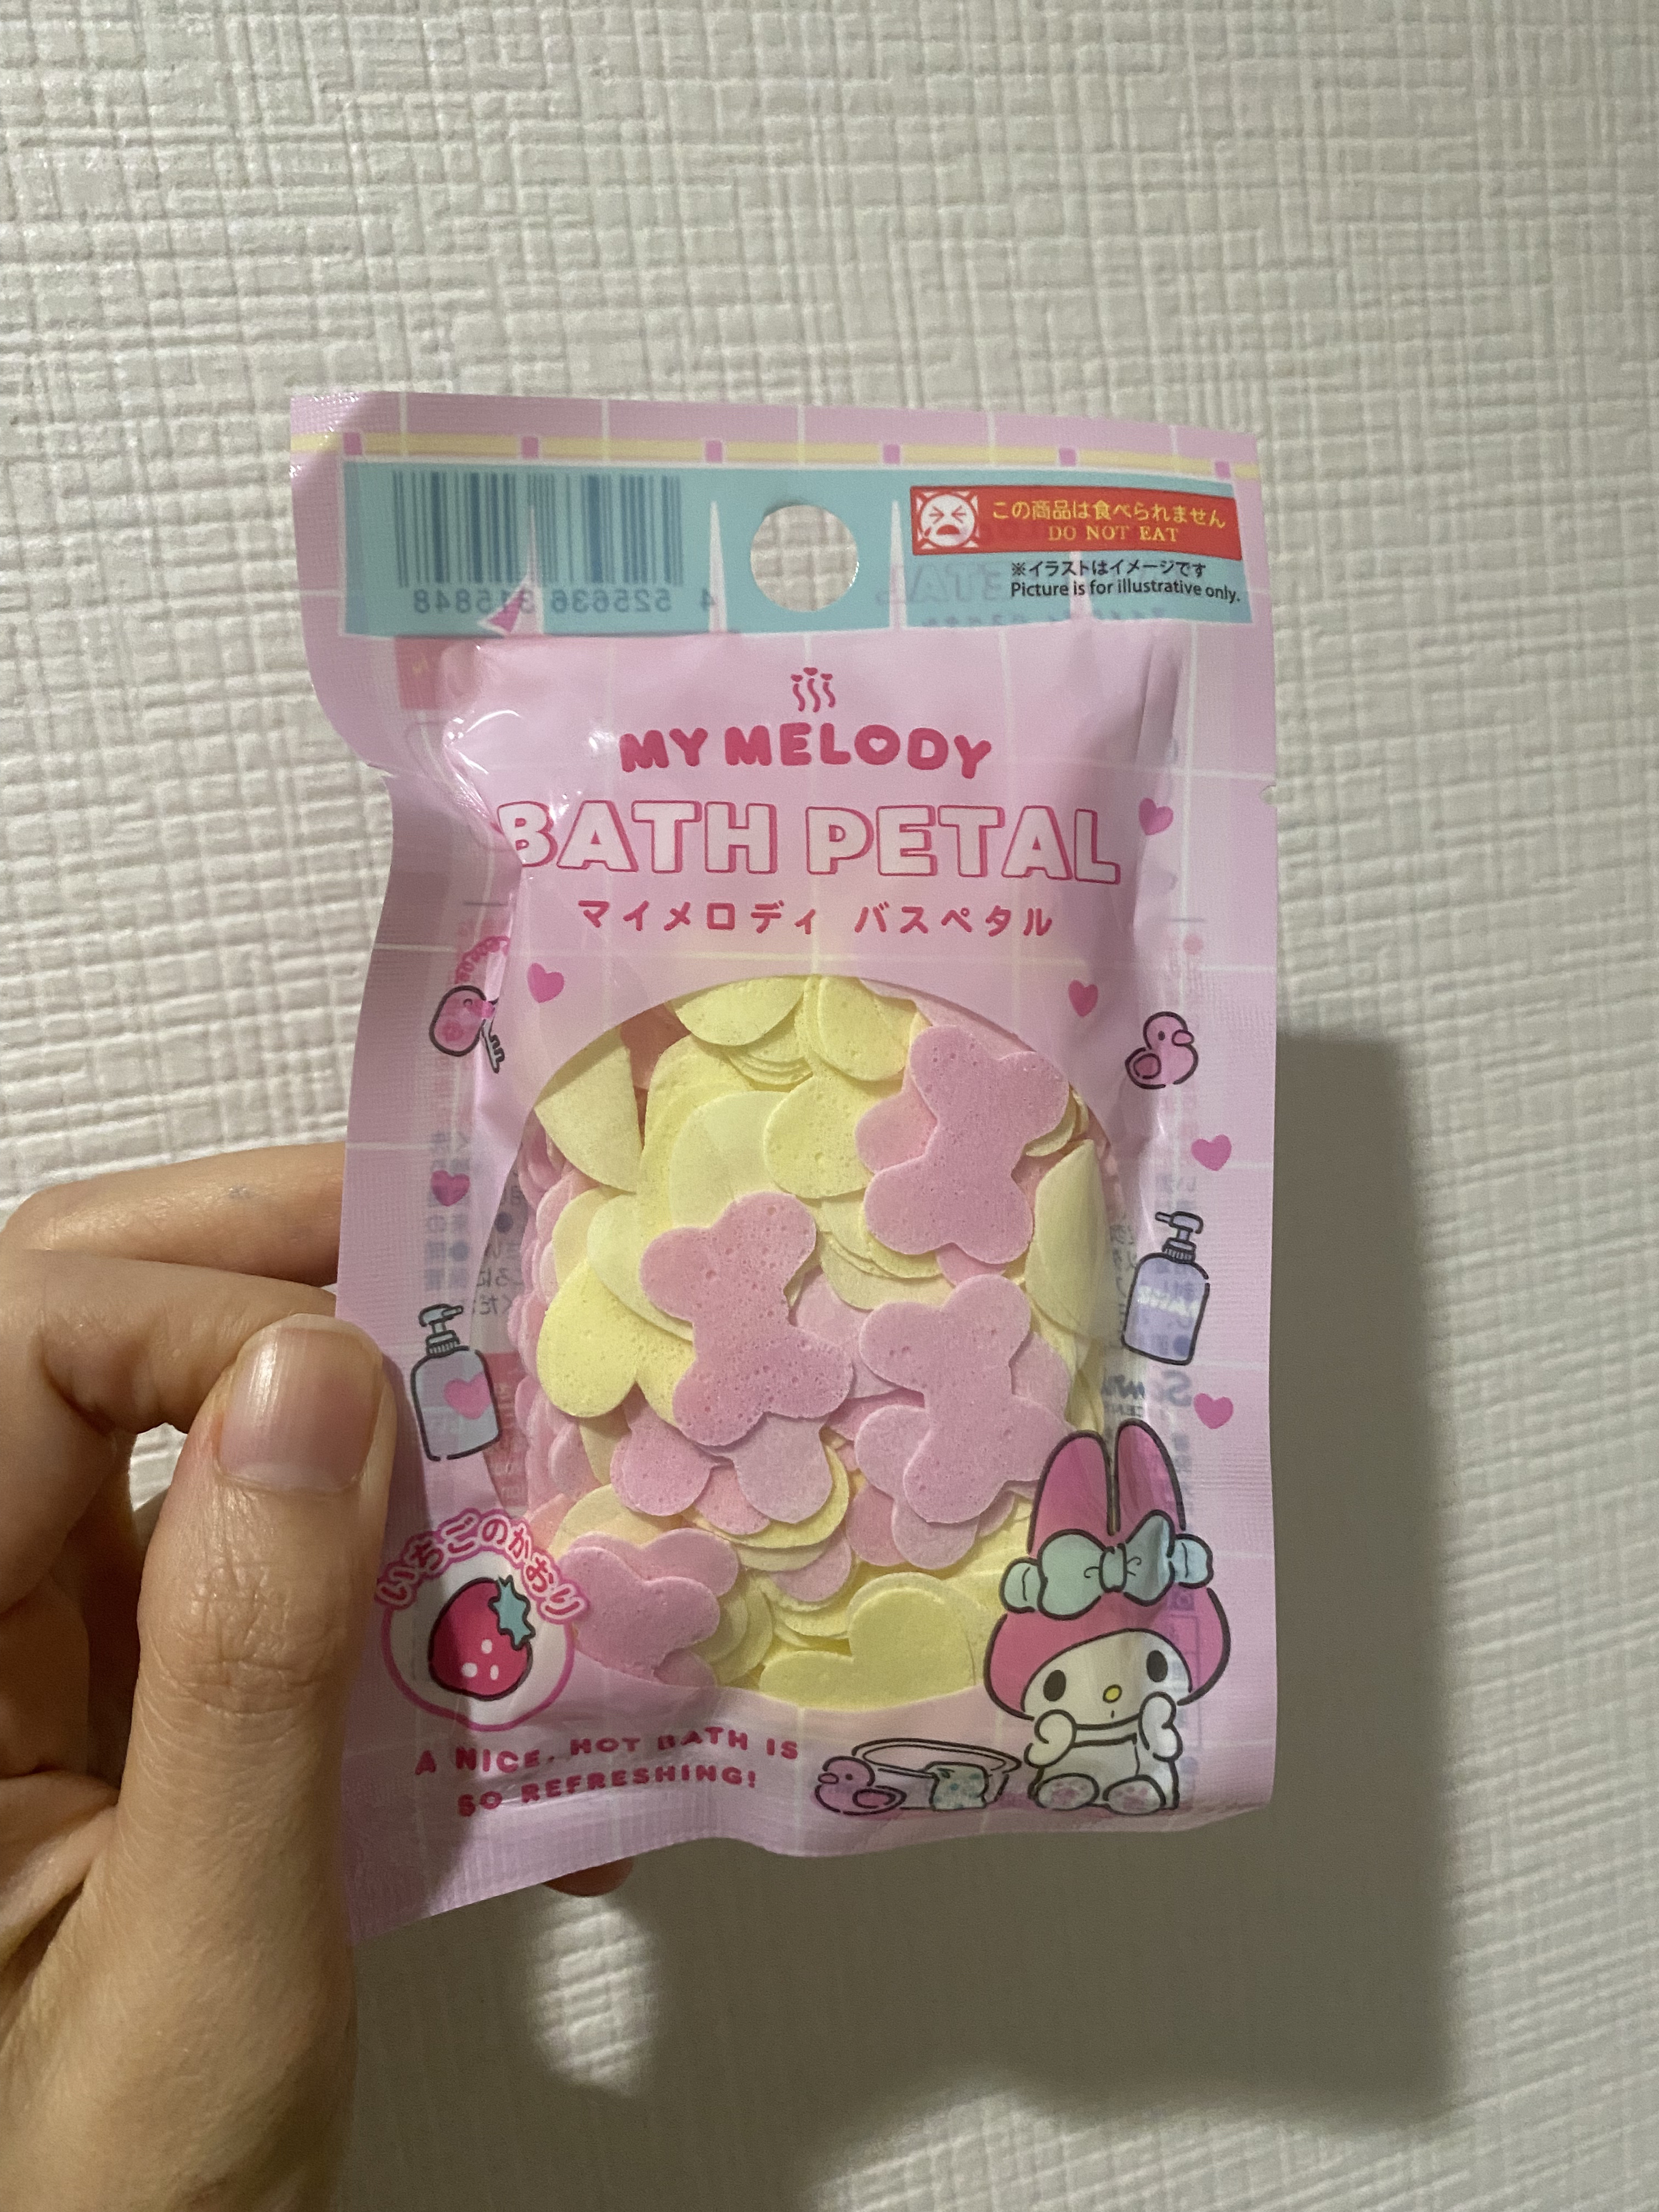 この商品は食べられません
DO NOT EAT
※イラストはイメージです
Picture is for illustrative only.
4 525636 315848
MY MELODY
BATH PETAL
マイメロディ バスペタル
いちごのかおり
A NICE, HOT BATH IS
SO REFRESHING!